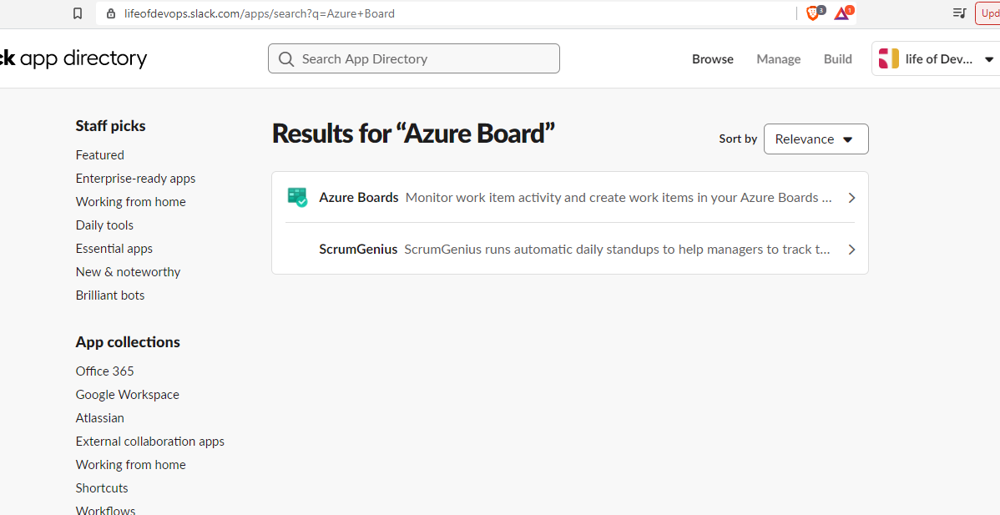 lifeofdevops.slack.com/apps/search?q=Azure+Board
3
1
Upd
ck app directory
Search App Directory
Browse
Manage
Build
life of Dev...
Staff picks
Featured
Enterprise-ready apps
Working from home
Daily tools
Essential apps
New & noteworthy
Brilliant bots
App collections
Office 365
Google Workspace
Atlassian
External collaboration apps
Working from home
Shortcuts
Workflows
Results for “Azure Board”
Sort by
Relevance
Azure Boards Monitor work item activity and create work items in your Azure Boards ...
ScrumGenius ScrumGenius runs automatic daily standups to help managers to track t...